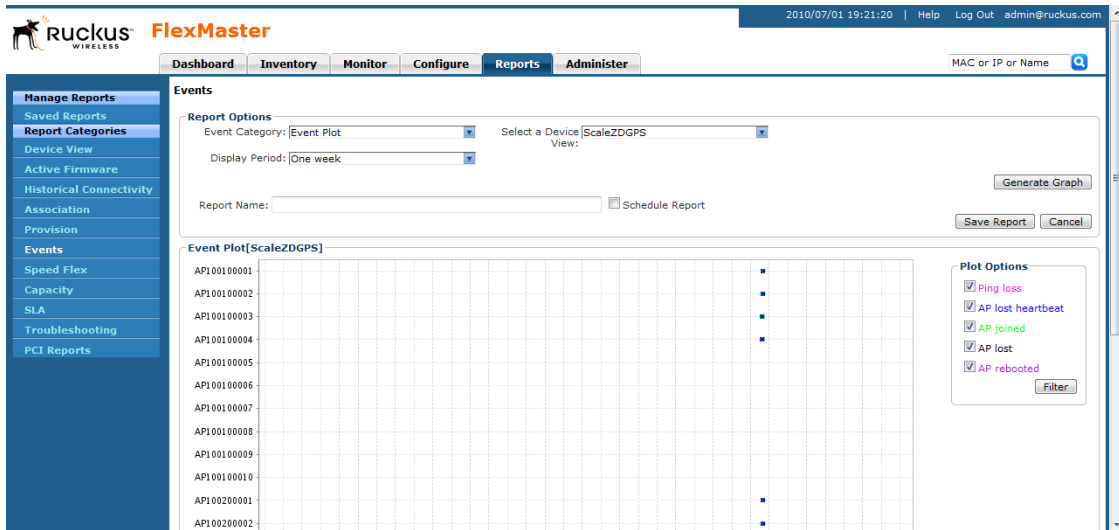 2010/07/01 19:21:20 | Help Log Out admin@ruckus.com
RUCKUS
WIRELESS
FlexMaster
Dashboard Inventory Monitor Configure Reports Administer
MAC or IP or Name
Manage Reports
Saved Reports
Report Categories
Device View
Active Firmware
Historical Connectivity
Association
Provision
Events
Speed Flex
Capacity
SLA
Troubleshooting
PCI Reports
Events
Report Options
Event Category: Event Plot
Select a Device View: ScaleZDGPS
Display Period: One week
Generate Graph
Report Name:
Schedule Report
Save Report Cancel
Event Plot[ScaleZDGPS]
AP100100001
AP100100002
AP100100003
AP100100004
AP100100005
AP100100006
AP100100007
AP100100008
AP100100009
AP100100010
AP100200001
AP100200002
Plot Options
Ping loss
AP lost heartbeat
AP joined
AP lost
AP rebooted
Filter